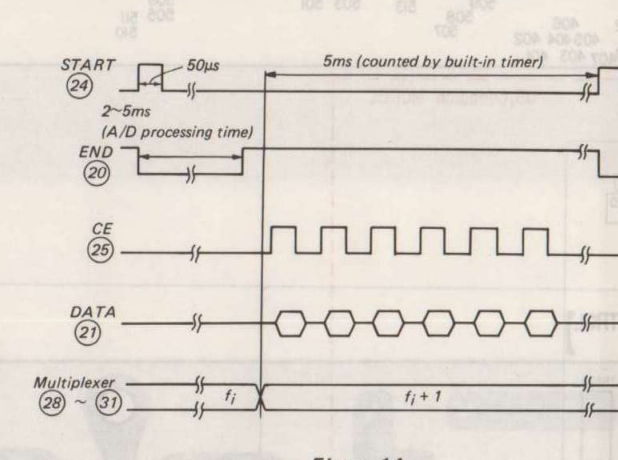 START
50μs
5ms (counted by built-in timer)
24
2~5ms
(A/D processing time)
END
20
CE
25
DATA
21
Multiplexer
28 ~ 31
fi
fi + 1